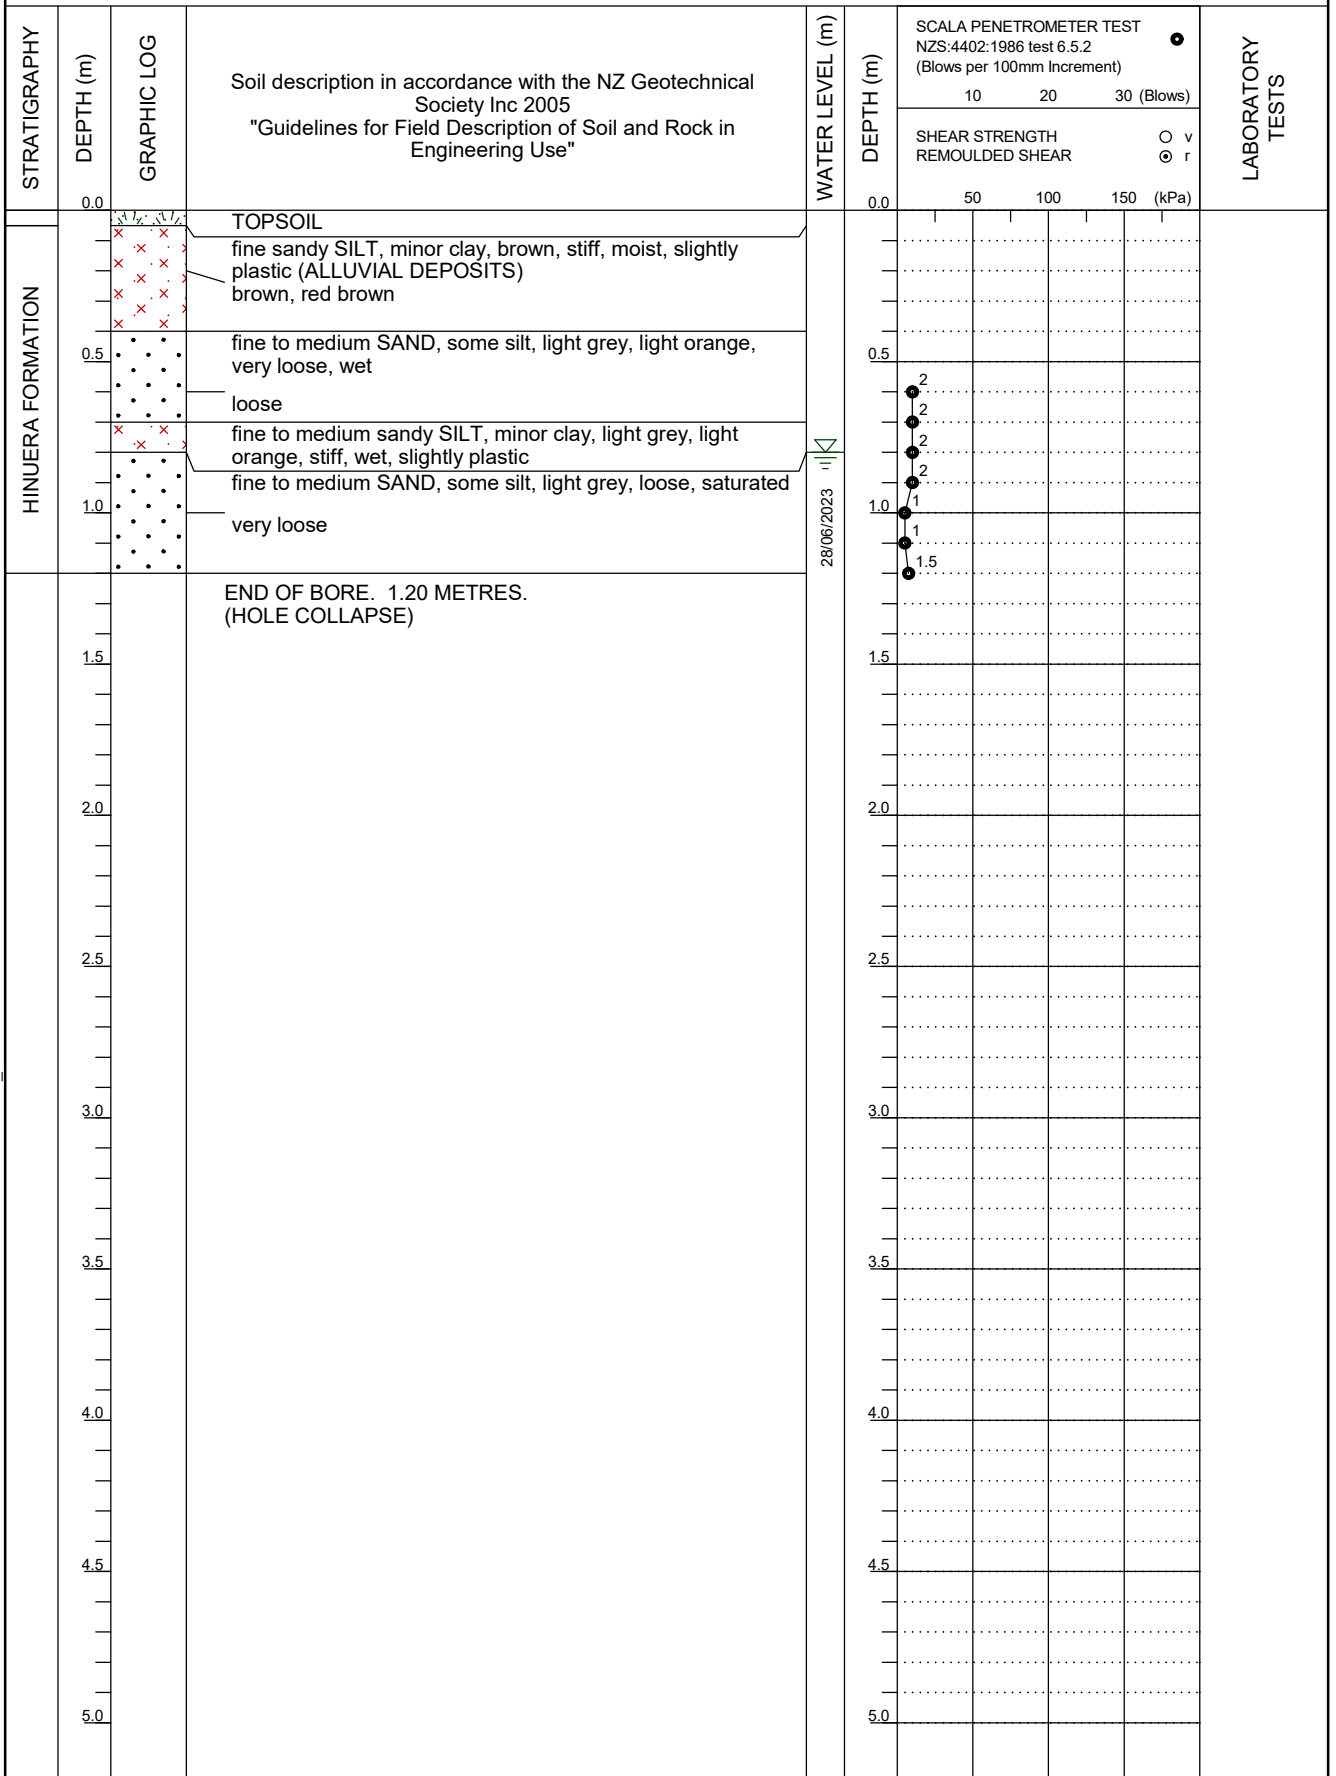 STRATIGRAPHY
DEPTH (m)
GRAPHIC LOG
Soil description in accordance with the NZ Geotechnical
Society Inc 2005
"Guidelines for Field Description of Soil and Rock in
Engineering Use"
WATER LEVEL (m)
DEPTH (m)
SCALA PENETROMETER TEST
NZS:4402:1986 test 6.5.2
(Blows per 100mm Increment)
10 20 30 (Blows)
SHEAR STRENGTH v
REMOULDED SHEAR r
50 100 150 (kPa)
LABORATORY
TESTS
0.0
0.0
HINUERA FORMATION
TOPSOIL
fine sandy SILT, minor clay, brown, stiff, moist, slightly
plastic (ALLUVIAL DEPOSITS)
brown, red brown
fine to medium SAND, some silt, light grey, light orange,
very loose, wet
0.5
0.5
loose
fine to medium sandy SILT, minor clay, light grey, light
orange, stiff, wet, slightly plastic
fine to medium SAND, some silt, light grey, loose, saturated
very loose
1.0
1.0
28/06/2023
2
2
2
2
1
1
1.5
END OF BORE. 1.20 METRES.
(HOLE COLLAPSE)
1.5
1.5
2.0
2.0
2.5
2.5
3.0
3.0
3.5
3.5
4.0
4.0
4.5
4.5
5.0
5.0